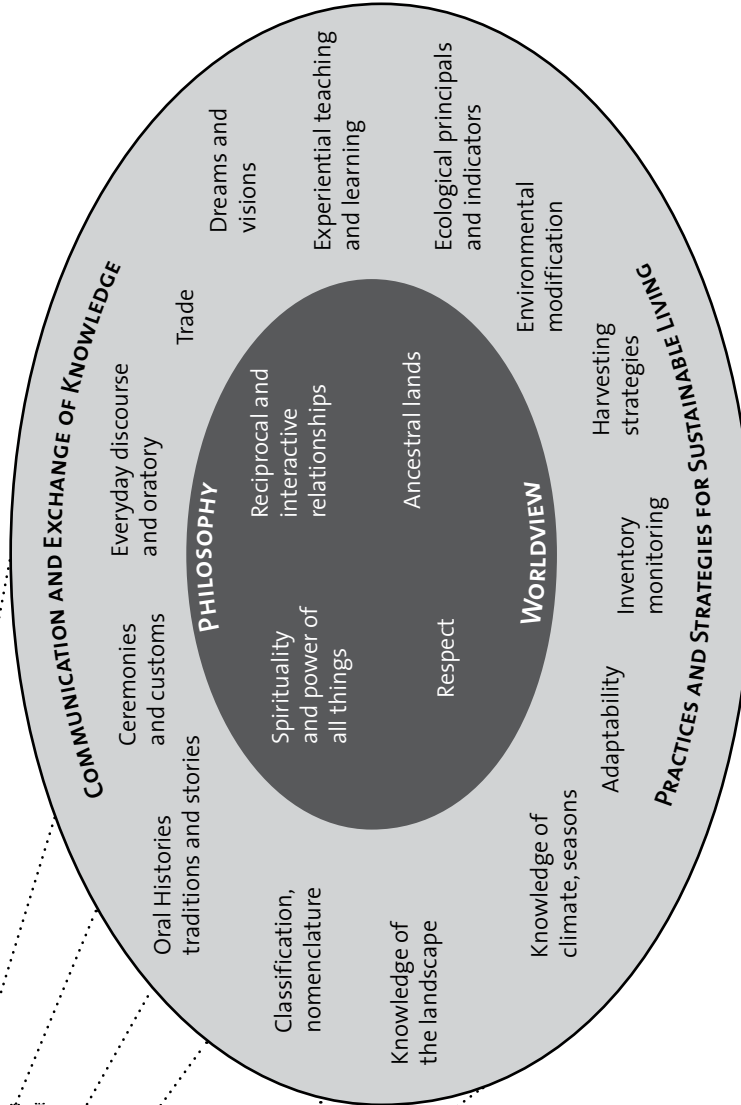 COMMUNICATION AND EXCHANGE OF KNOWLEDGE
Oral Histories
traditions and stories
Ceremonies
and customs
Everyday discourse
and oratory
Trade
Dreams and
visions
Experiential teaching
and learning
Classification,
nomenclature
PHILOSOPHY
Spirituality
and power of
all things
Reciprocal and
interactive
relationships
Respect
Ancestral lands
WORLDVIEW
Knowledge of
the landscape
Ecological principals
and indicators
Knowledge of
climate, seasons
Environmental
modification
Adaptability
Inventory
monitoring
Harvesting
strategies
PRACTICES AND STRATEGIES FOR SUSTAINABLE LIVING